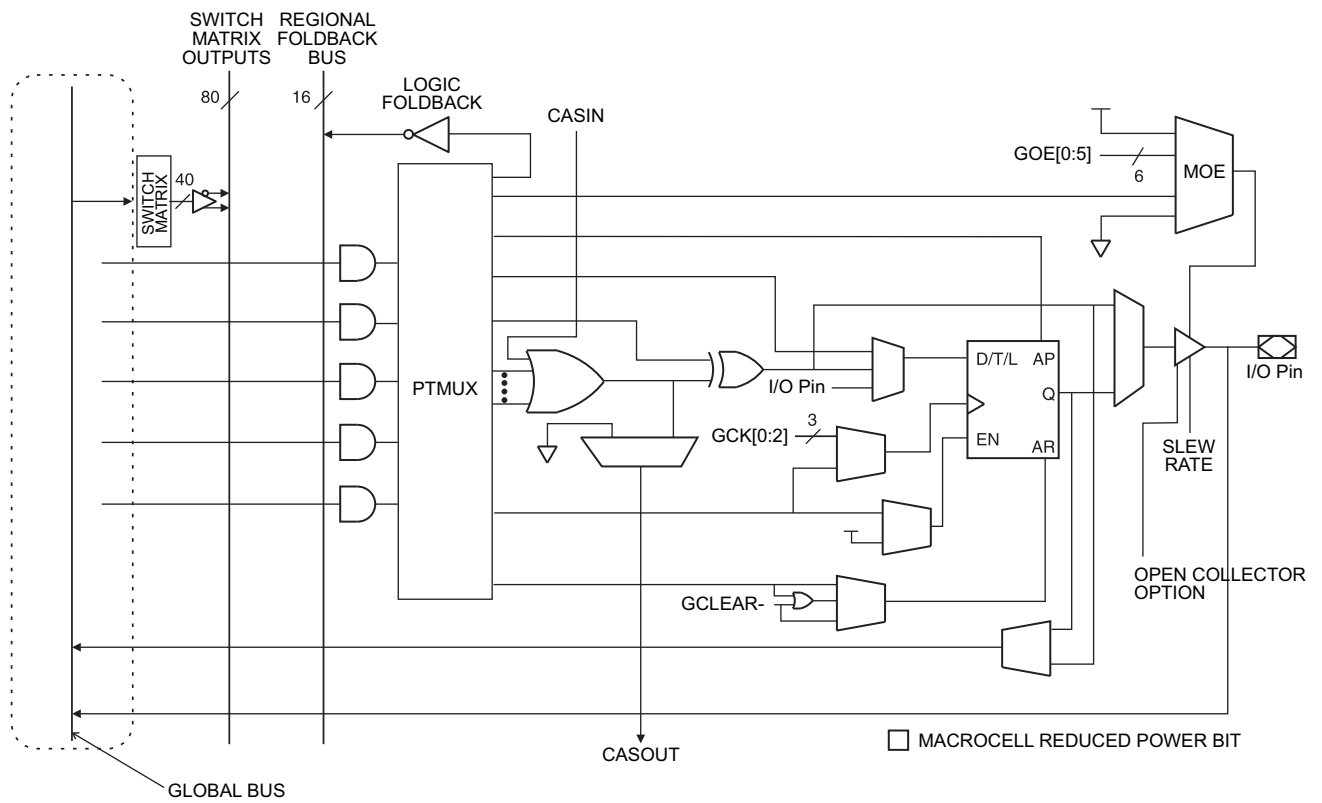 SWITCH
MATRIX
OUTPUTS
REGIONAL
FOLDBACK
BUS
80
16
LOGIC
FOLDBACK
CASIN
GOE[0:5]
6
MOE
SWITCH
MATRIX
40
PTMUX
I/O Pin
D/T/L
AP
Q
EN
AR
I/O Pin
GCK[0:2]
3
SLEW
RATE
OPEN COLLECTOR
OPTION
GCLEAR-
CASOUT
MACROCELL REDUCED POWER BIT
GLOBAL BUS